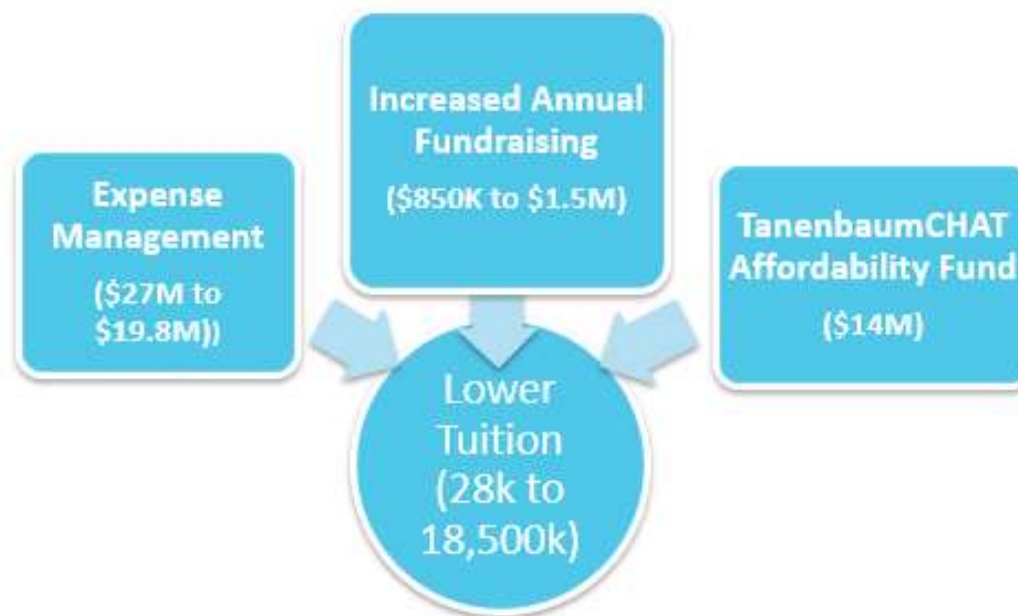 Increased Annual
Fundraising
($850K to $1.5M)
Expense
Management
($27M to
$19.8M))
TanenbaumCHAT
Affordability Fund
($14M)
Lower
Tuition
(28k to
18,500k)